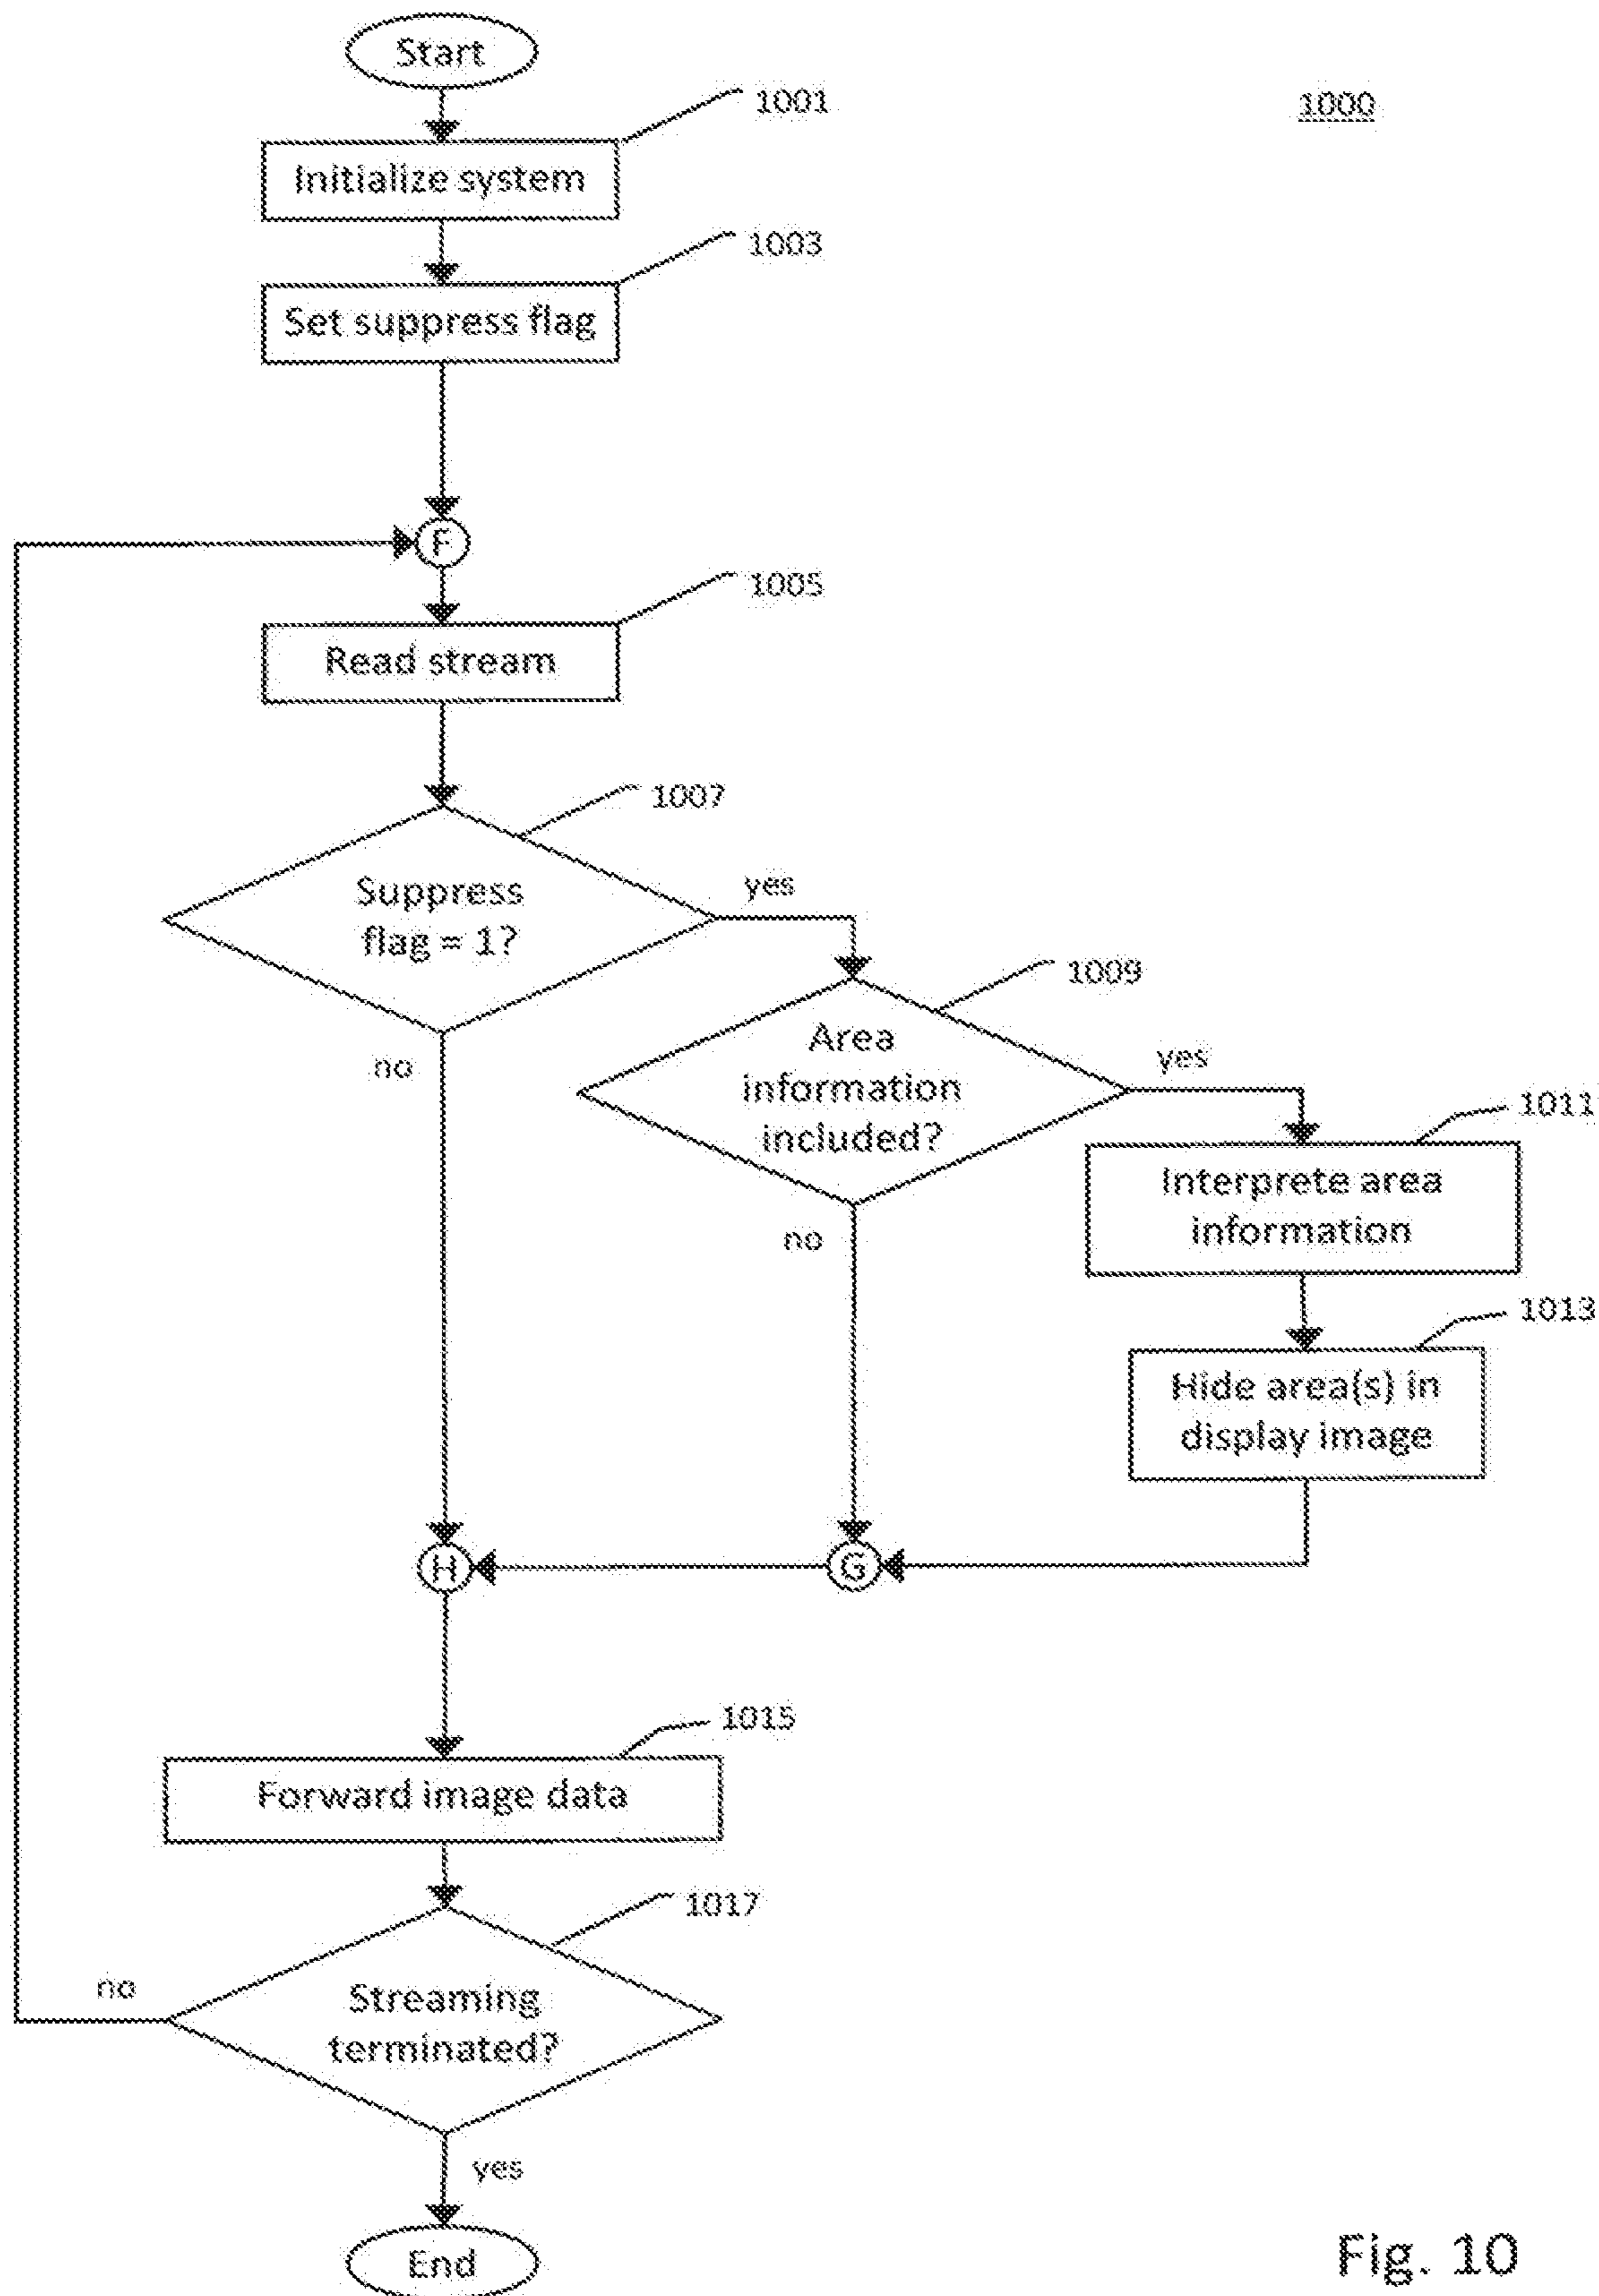 Start
1001
1000
Initialize system
1003
Set suppress flag
F
1005
Read stream
1007
Suppress
flag = 1?
yes
no
1009
Area
information
included?
yes
no
1011
Interprete area
information
1013
Hide area(s) in
display image
H
G
1015
Forward image data
1017
no
Streaming
terminated?
yes
End
Fig. 10